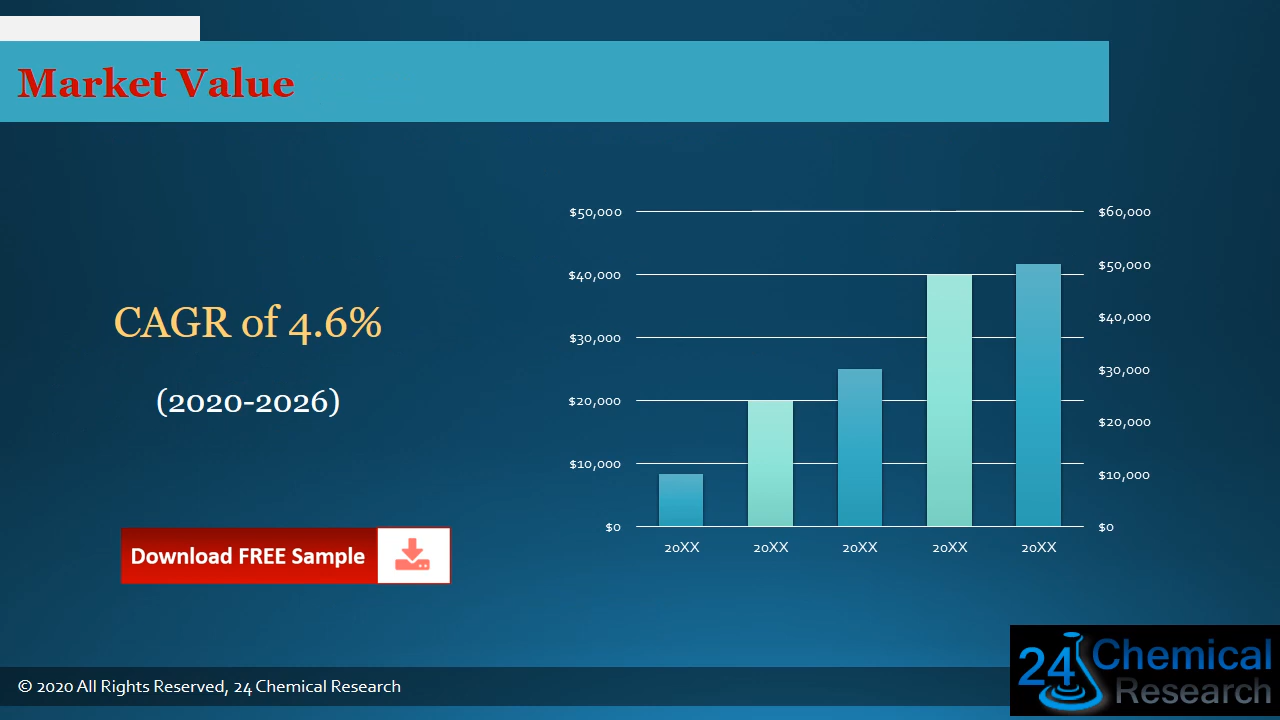 Market Value
CAGR of 4.6%
(2020-2026)
Download FREE Sample
$50,000
$40,000
$30,000
$20,000
$10,000
$0
$60,000
$50,000
$40,000
$30,000
$20,000
$10,000
$0
20XX 20XX 20XX 20XX 20XX
© 2020 All Rights Reserved, 24 Chemical Research
24 Chemical
Research